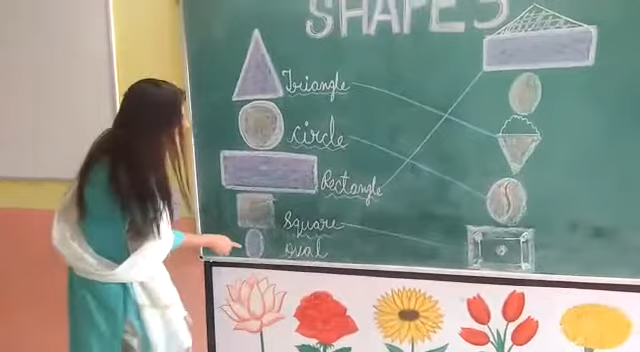 SHAPES
Triangle
circle
Rectangle
Square
oval